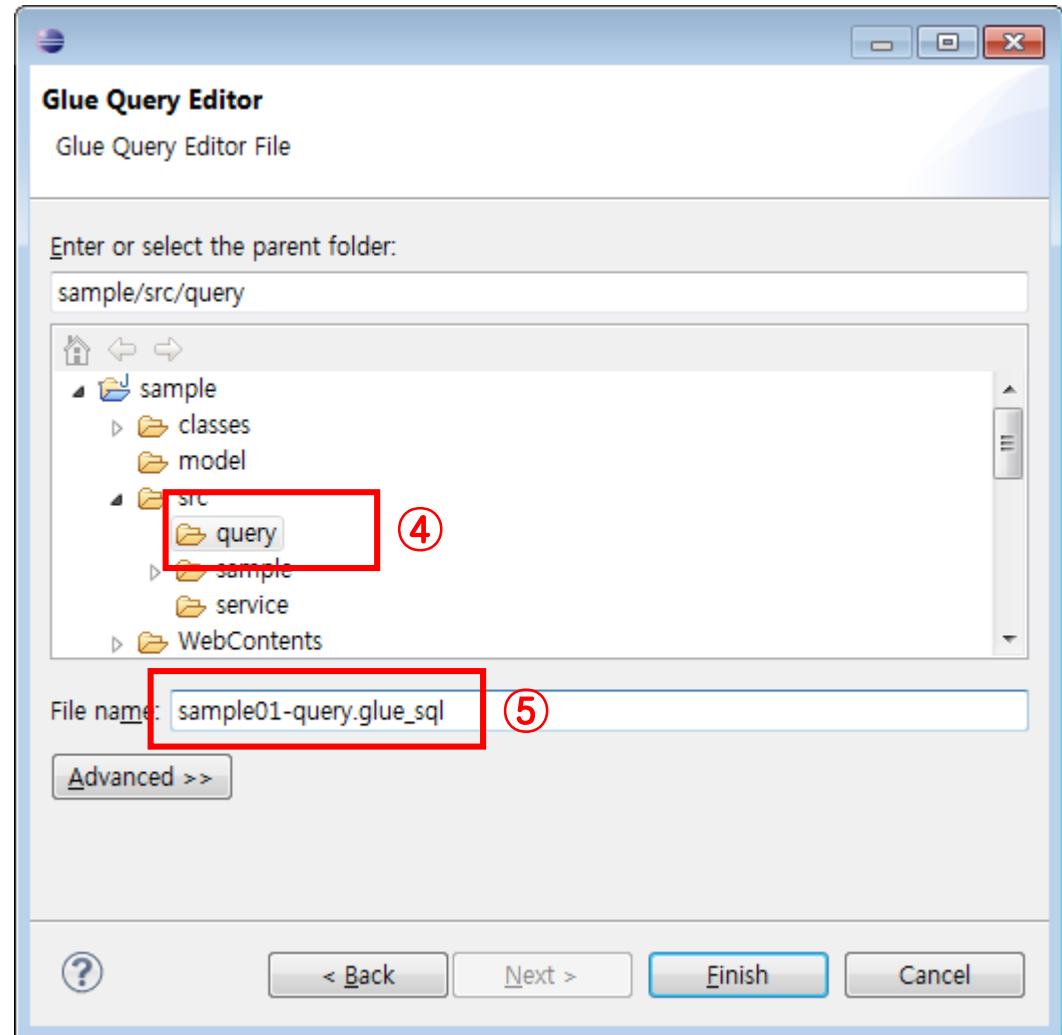 Glue Query Editor
Glue Query Editor File
Enter or select the parent folder:
sample/src/query
sample
classes
model
src
query
④
sample
service
WebContents
File name: sample01-query.glue_sql
⑤
Advanced >>
?
< Back
Next >
Finish
Cancel